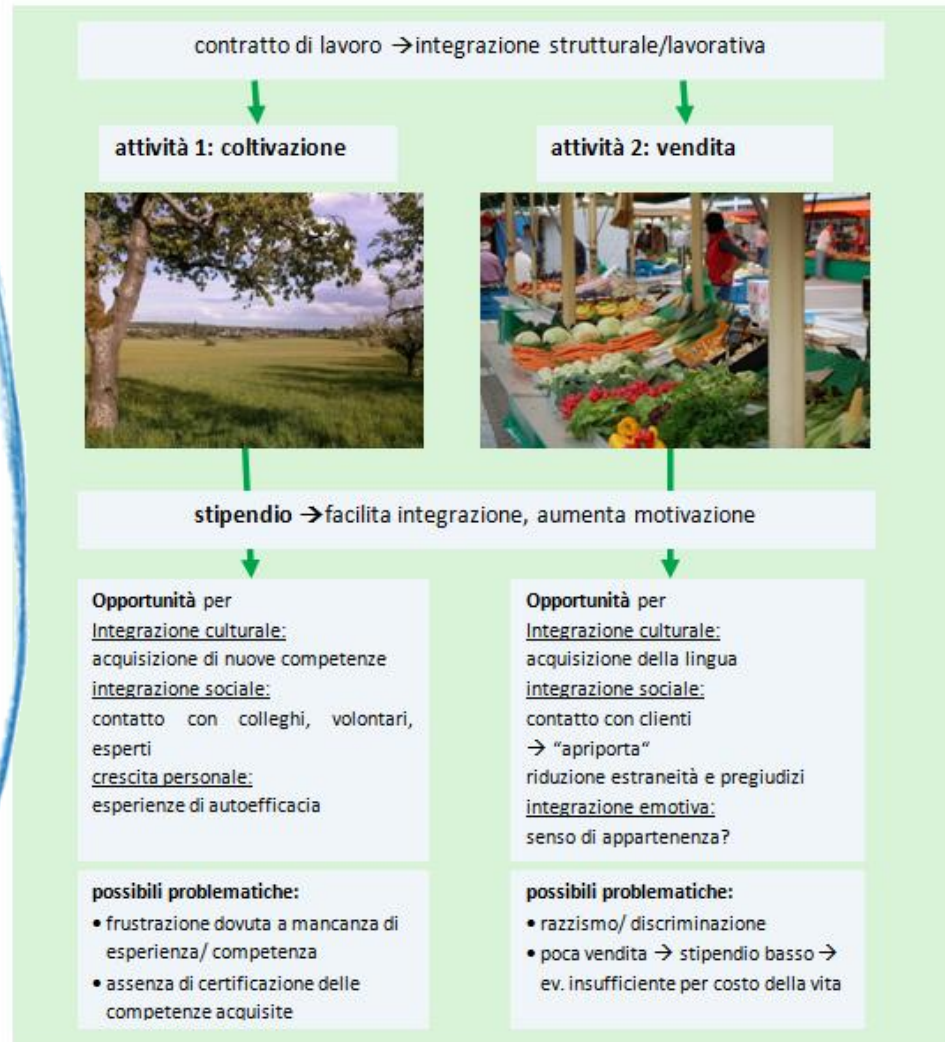 contratto di lavoro →integrazione strutturale/lavorativa
attività 1: coltivazione
attività 2: vendita
stipendio →facilita integrazione, aumenta motivazione
Opportunità per
Integrazione culturale:
acquisizione di nuove competenze
integrazione sociale:
contatto con colleghi, volontari,
esperti
crescita personale:
esperienze di autoefficacia
Opportunità per
Integrazione culturale:
acquisizione della lingua
integrazione sociale:
contatto con clienti
→ “apriporta“
riduzione estraneità e pregiudizi
integrazione emotiva:
senso di appartenenza?
possibili problematiche:
• frustrazione dovuta a mancanza di
esperienza/ competenza
• assenza di certificazione delle
competenze acquisite
possibili problematiche:
• razzismo/ discriminazione
• poca vendita → stipendio basso →
ev. insufficiente per costo della vita